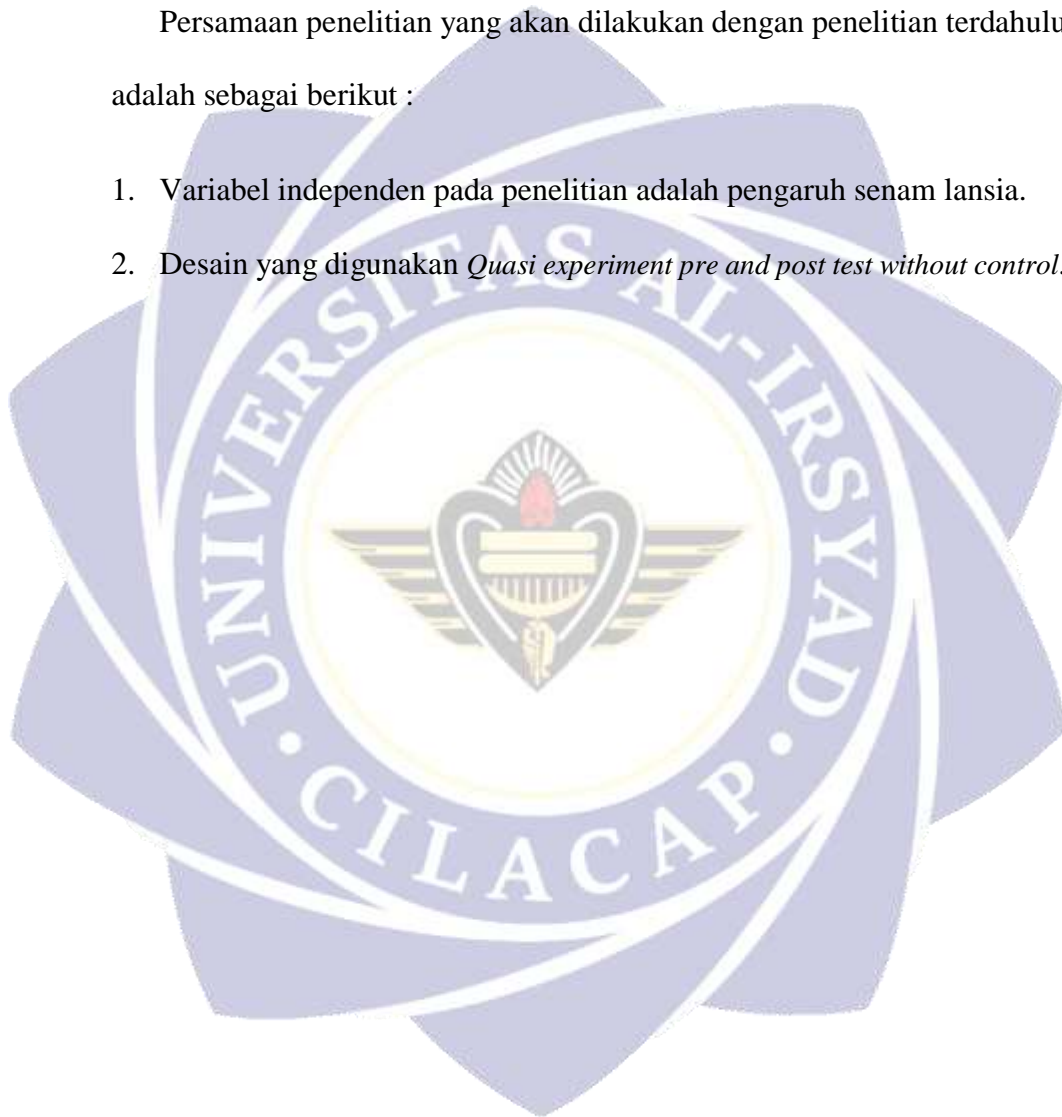 Persamaan penelitian yang akan dilakukan dengan penelitian terdahulu
adalah sebagai berikut :
1. Variabel independen pada penelitian adalah pengaruh senam lansia.
2. Desain yang digunakan Quasi experiment pre and post test without control.
UNIVERSITAS AL-IRSYAD
• CILACAP •